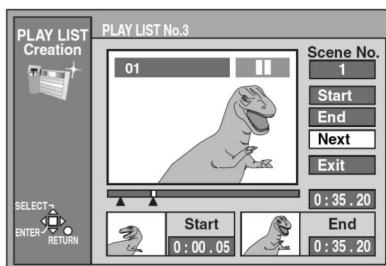 PLAY LIST
Creation
PLAY LIST No.3
01
Scene No.
1
Start
End
Next
Exit
0 : 35 . 20
SELECT
ENTER
RETURN
Start
0 : 00 . 05
End
0 : 35 . 20